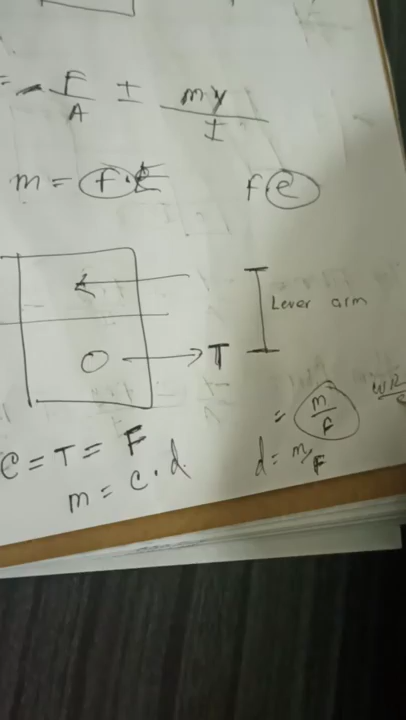 = - F/A ± my/I
m = f · e    f e
Lever arm
T
= m/F
C = T = F    d = m/F
m = c . d